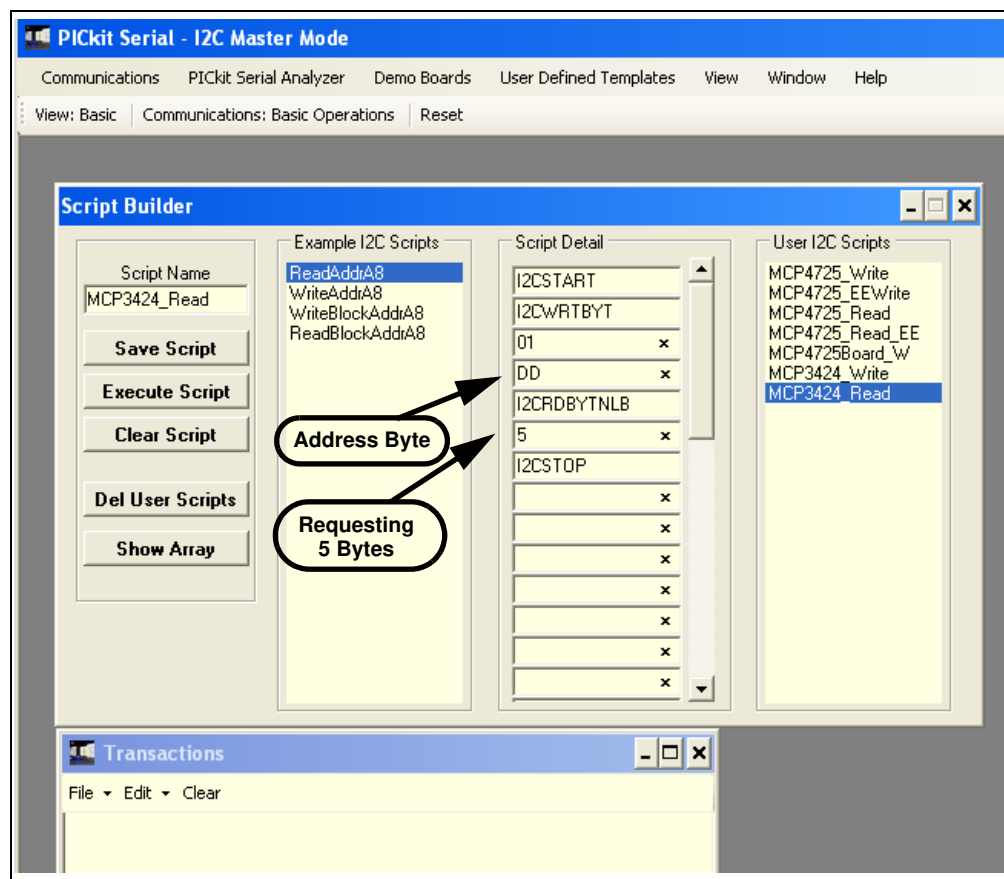 PICkit Serial - I2C Master Mode
Communications PICkit Serial Analyzer Demo Boards User Defined Templates View Window Help
View: Basic Communications: Basic Operations Reset
Script Builder
Script Name
MCP3424_Read
Save Script
Execute Script
Clear Script
Del User Scripts
Show Array
Example I2C Scripts
ReadAddrA8
WriteAddrA8
WriteBlockAddrA8
ReadBlockAddrA8
Address Byte
Requesting
5 Bytes
Script Detail
I2CSTART
I2CWRTBYT
01
DD
I2CRDBYTNLB
5
I2CSTOP
User I2C Scripts
MCP4725_Write
MCP4725_EEWrite
MCP4725_Read
MCP4725_Read_EE
MCP4725Board_W
MCP3424_Write
MCP3424_Read
Transactions
File Edit Clear